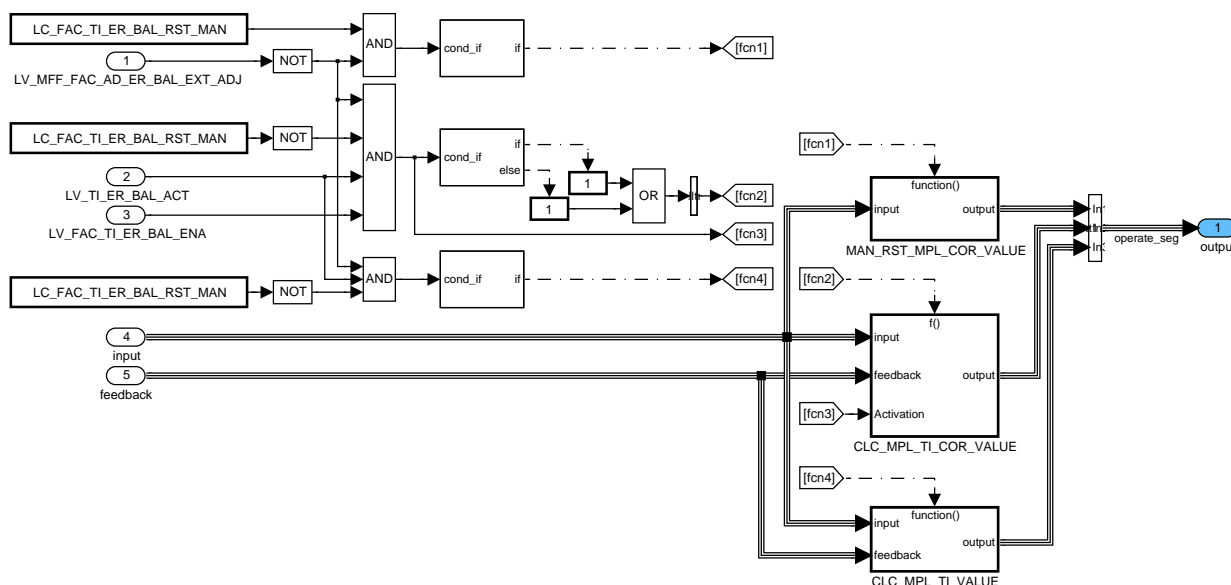 LC_FAC_TI_ER_BAL_RST_MAN
AND
cond_if
if
[fcn1]
1
NOT
LV_MFF_FAC_AD_ER_BAL_EXT_ADJ
LC_FAC_TI_ER_BAL_RST_MAN
NOT
AND
cond_if
if
else
1
1
OR
[fcn2]
[fcn3]
2
LV_TI_ER_BAL_ACT
3
LV_FAC_TI_ER_BAL_ENA
LC_FAC_TI_ER_BAL_RST_MAN
NOT
AND
cond_if
if
[fcn4]
4
input
5
feedback
[fcn1]
function()
input
output
MAN_RST_MPL_COR_VALUE
[fcn2]
f()
input
feedback
output
[fcn3]
Activation
CLC_MPL_TI_COR_VALUE
[fcn4]
function()
input
output
feedback
CLC_MPL_TI_VALUE
operate_seg
1